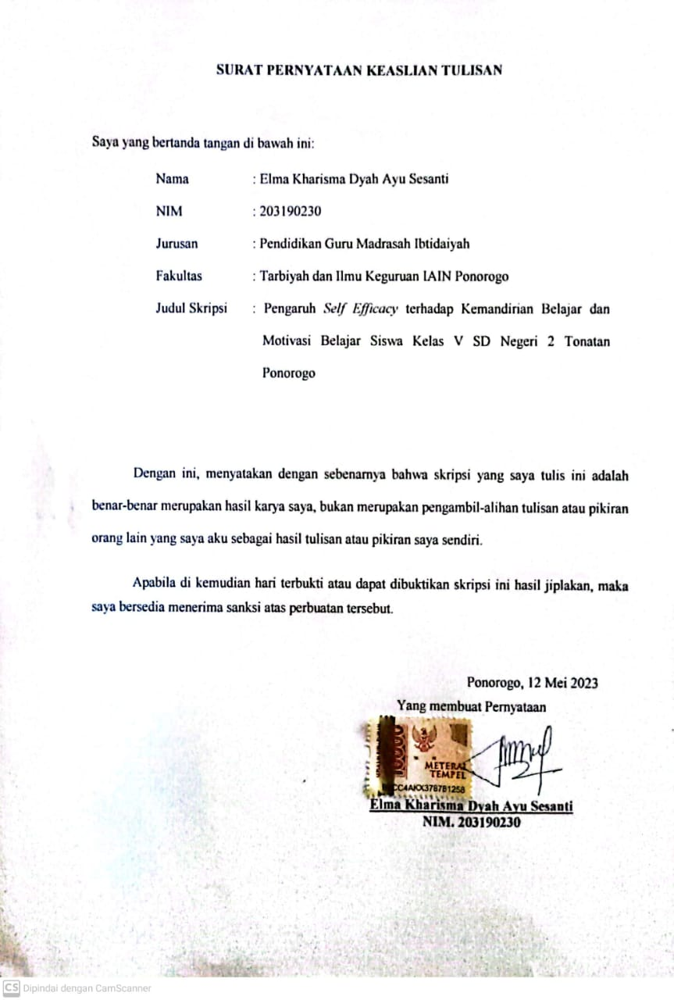 SURAT PERNYATAAN KEASLIAN TULISAN
Saya yang bertanda tangan di bawah ini:
Nama : Elma Kharisma Dyah Ayu Sesanti
NIM : 203190230
Jurusan : Pendidikan Guru Madrasah Ibtidaiyah
Fakultas : Tarbiyah dan Ilmu Keguruan IAIN Ponorogo
Judul Skripsi : Pengaruh Self Efficacy terhadap Kemandirian Belajar dan
Motivasi Belajar Siswa Kelas V SD Negeri 2 Tonatan
Ponorogo
Dengan ini, menyatakan dengan sebenarnya bahwa skripsi yang saya tulis ini adalah
benar-benar merupakan hasil karya saya, bukan merupakan pengambil-alihan tulisan atau pikiran
orang lain yang saya aku sebagai hasil tulisan atau pikiran saya sendiri.
Apabila di kemudian hari terbukti atau dapat dibuktikan skripsi ini hasil jiplakan, maka
saya bersedia menerima sanksi atas perbuatan tersebut.
Ponorogo, 12 Mei 2023
Yang membuat Pernyataan
10000
METERAI
TEMPEL
CC4AKX378781258
Elma Kharisma Dyah Ayu Sesanti
NIM. 203190230
CS Dipindai dengan CamScanner